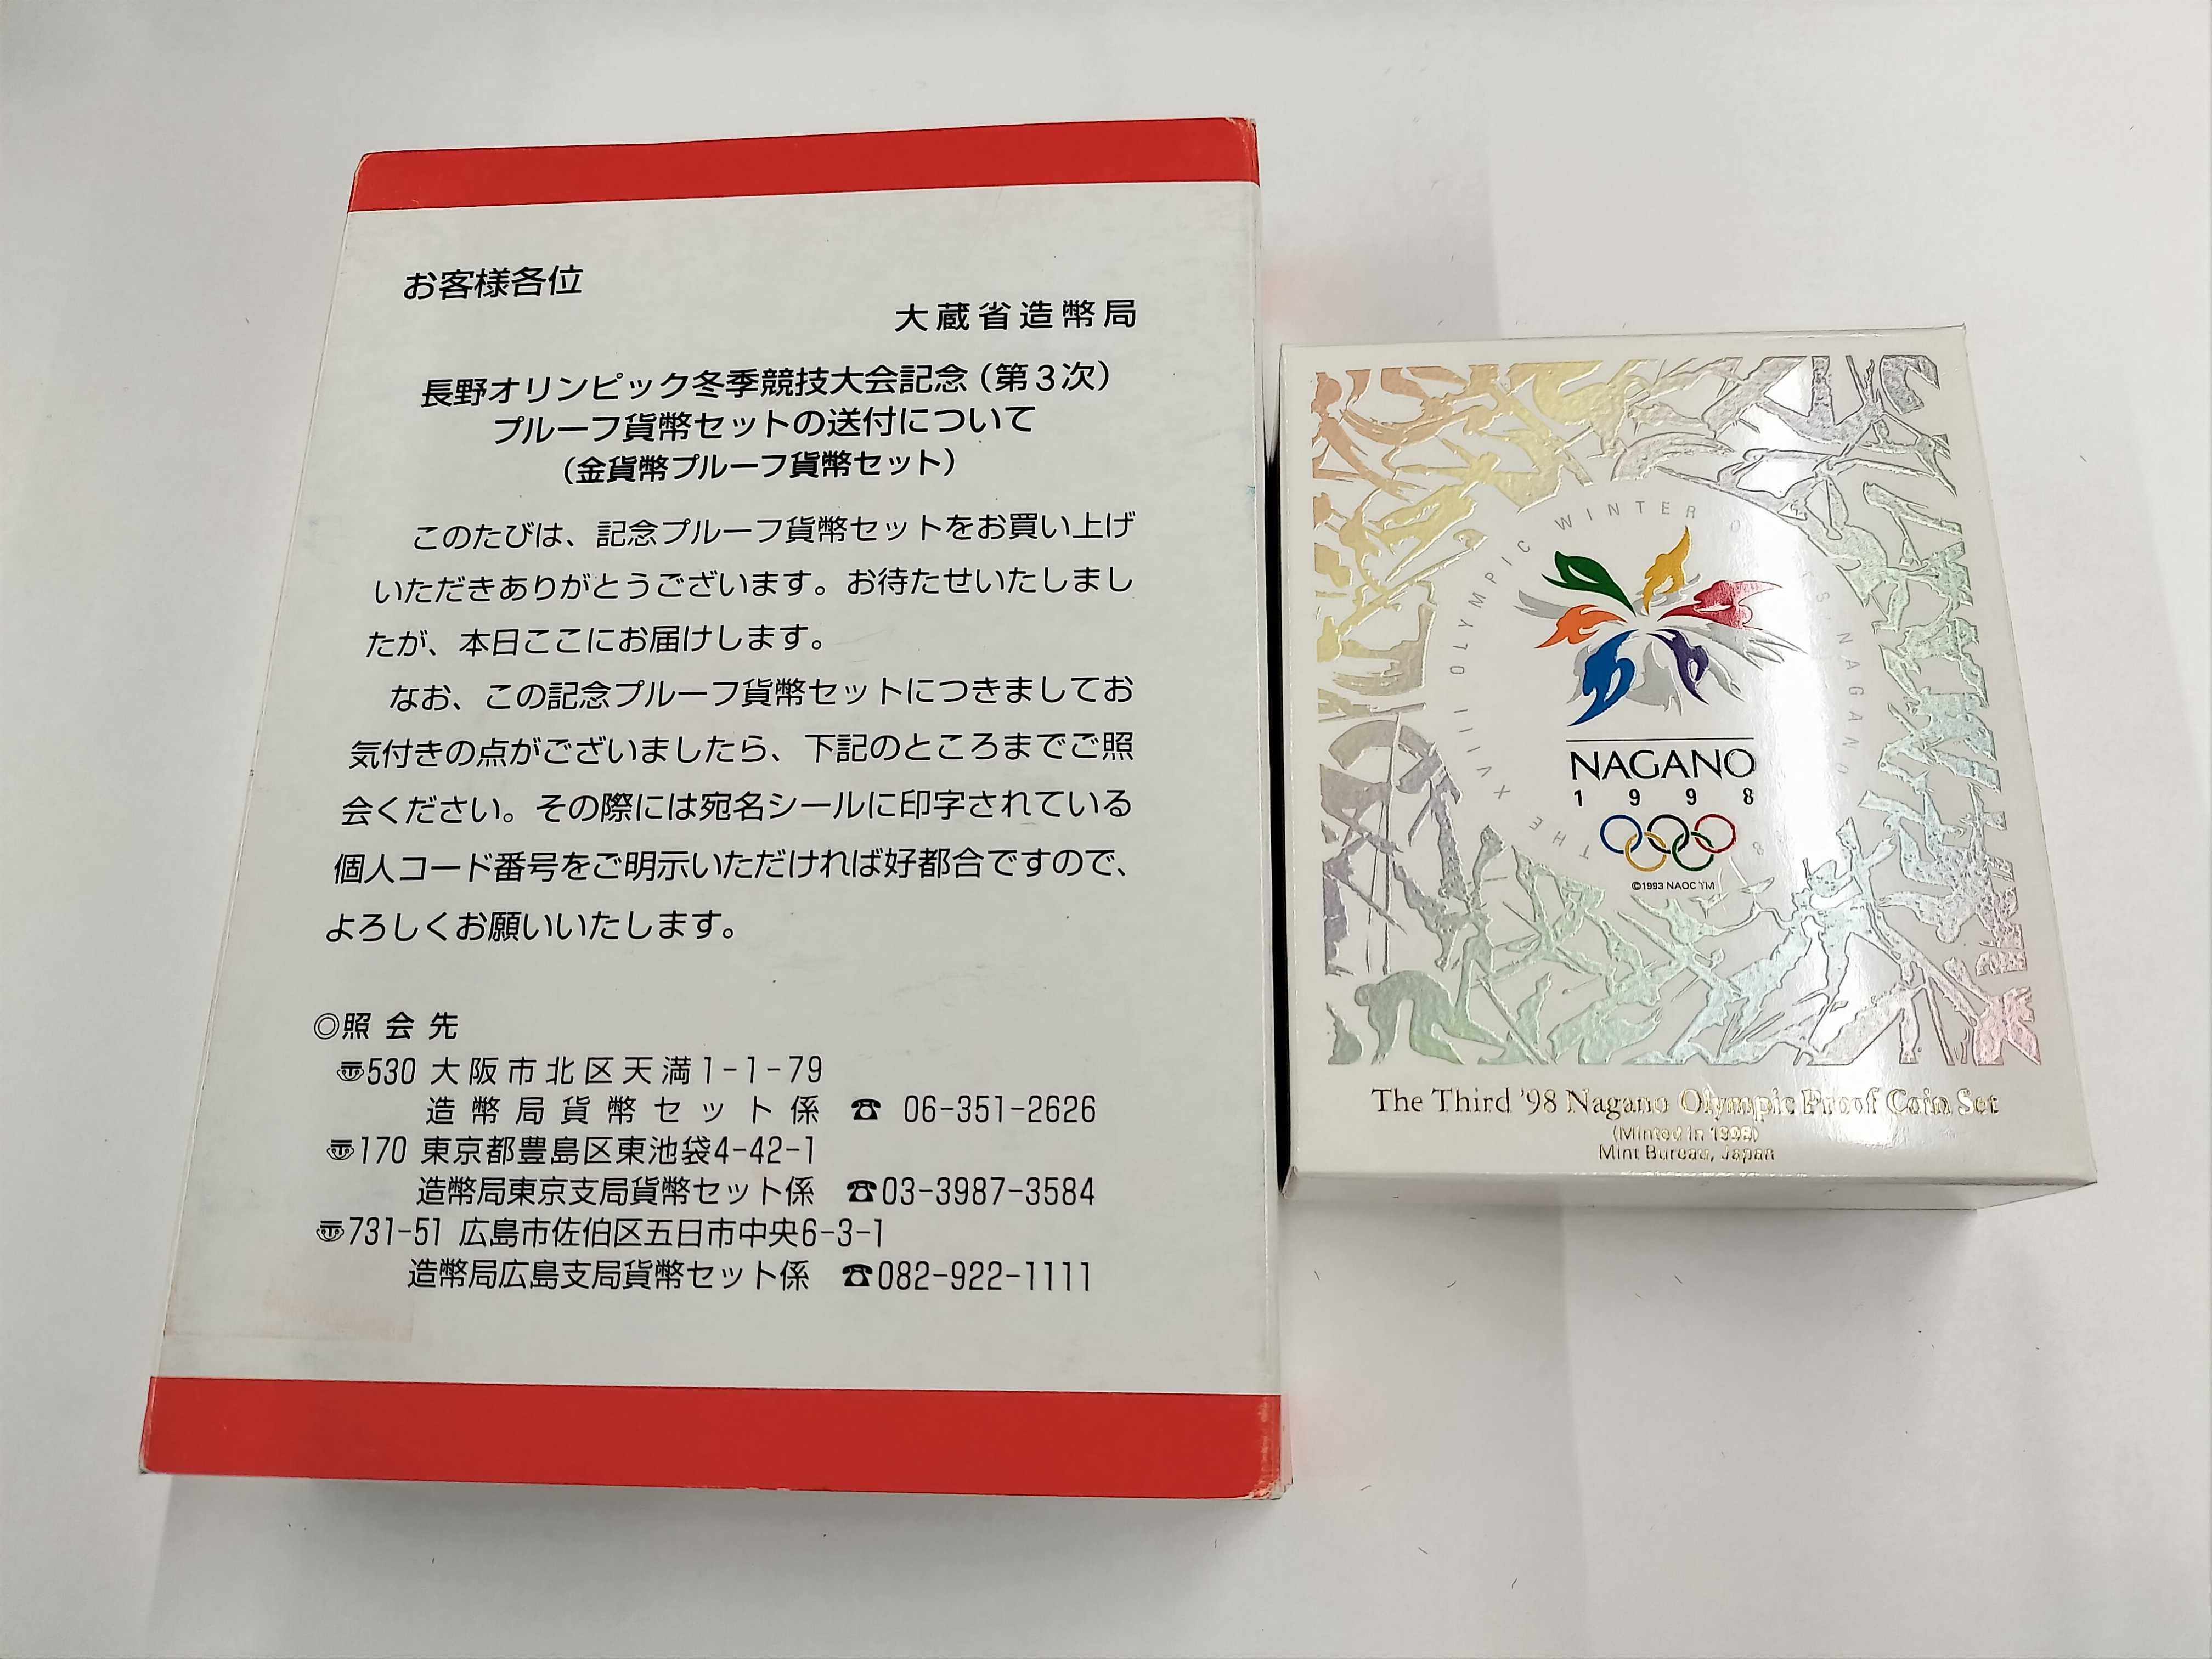 お客様各位
大蔵省造幣局
長野オリンピック冬季競技大会記念(第3次)
プルーフ貨幣セットの送付について
(金貨幣プルーフ貨幣セット)
このたびは、記念プルーフ貨幣セットをお買い上げ
いただきありがとうございます。お待たせいたしまし
たが、本日ここにお届けします。
なお、この記念プルーフ貨幣セットにつきましてお
気付きの点がございましたら、下記のところまでご照
会ください。その際には宛名シールに印字されている
個人コード番号をご明示いただければ好都合ですので、
よろしくお願いいたします。
◎照会先
〠530 大阪市北区天満1-1-79
造幣局貨幣セット係 ☎ 06-351-2626
〠170 東京都豊島区東池袋4-42-1
造幣局東京支局貨幣セット係 ☎03-3987-3584
〠731-51 広島市佐伯区五日市中央6-3-1
造幣局広島支局貨幣セット係 ☎082-922-1111
THE XVIII OLYMPIC WINTER NAGANO
NAGANO
1998
©1993 NAOC TM
The Third '98 Nagano Olympic Proof Coin Set
(Minted in 1998)
Mint Bureau, Japan